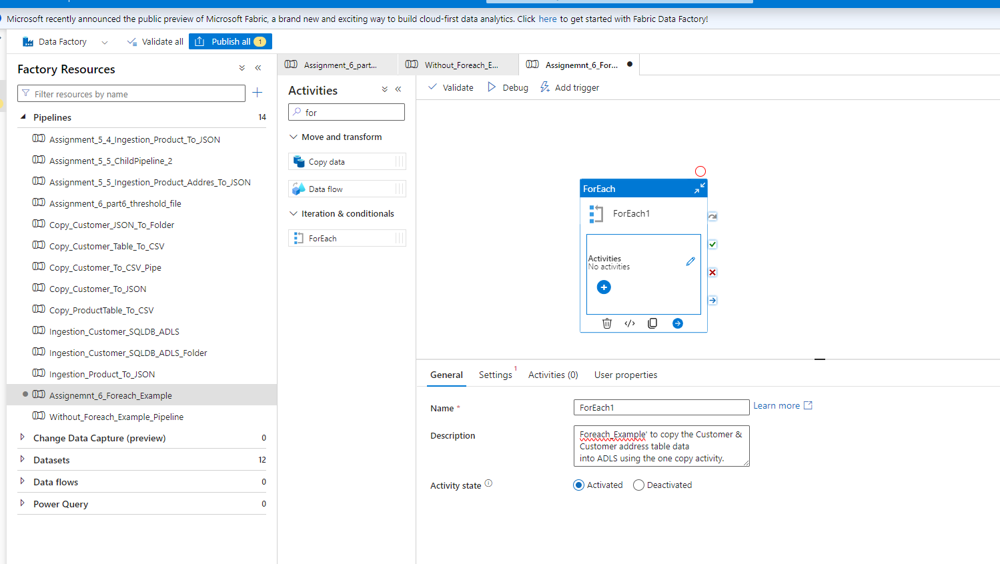 Microsoft recently announced the public preview of Microsoft Fabric, a brand new and exciting way to build cloud-first data analytics. Click here to get started with Fabric Data Factory!
Data Factory
Validate all
Publish all 1
Factory Resources
Filter resources by name
Pipelines 14
Assignment_5_4_Ingestion_Product_To_JSON
Assignment_5_5_ChildPipeline_2
Assignment_5_5_Ingestion_Product_Addres_To_JSON
Assignment_6_part6_threshold_file
Copy_Customer_JSON_To_Folder
Copy_Customer_Table_To_CSV
Copy_Customer_To_CSV_Pipe
Copy_Customer_To_JSON
Copy_ProductTable_To_CSV
Ingestion_Customer_SQLDB_ADLS
Ingestion_Customer_SQLDB_ADLS_Folder
Ingestion_Product_To_JSON
Assignemnt_6_Foreach_Example
Without_Foreach_Example_Pipeline
Change Data Capture (preview) 0
Datasets 12
Data flows 0
Power Query 0
Assignment_6_part...
Without_Foreach_E...
Assignemnt_6_For...
Activities
for
Move and transform
Copy data
Data flow
Iteration & conditionals
ForEach
Validate
Debug
Add trigger
ForEach
ForEach1
Activities
No activities
General
Settings 1
Activities (0)
User properties
Name *
ForEach1
Learn more
Description
Foreach_Example' to copy the Customer &
Customer address table data
into ADLS using the one copy activity.
Activity state
Activated
Deactivated